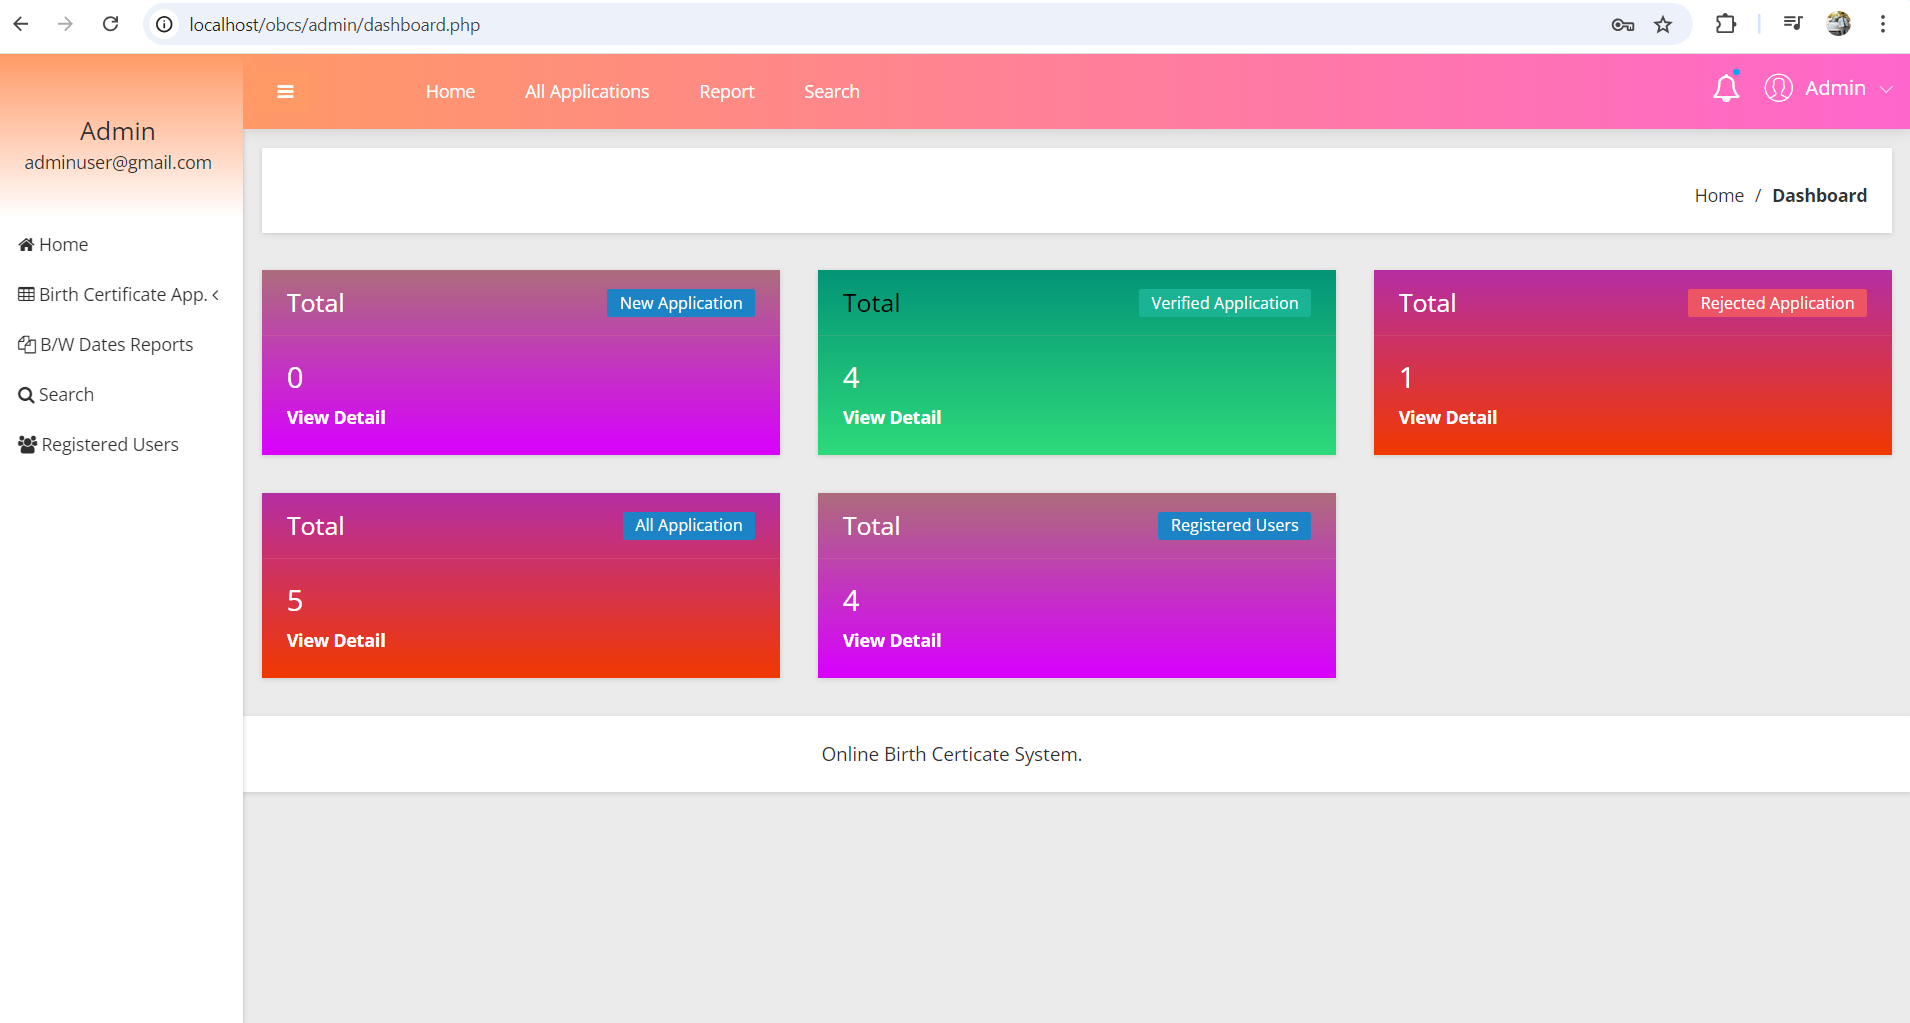 localhost/obcs/admin/dashboard.php
Home All Applications Report Search Admin
Admin
adminuser@gmail.com
Home / Dashboard
Home
Birth Certificate App.
B/W Dates Reports
Search
Registered Users
Total New Application
0
View Detail
Total Verified Application
4
View Detail
Total Rejected Application
1
View Detail
Total All Application
5
View Detail
Total Registered Users
4
View Detail
Online Birth Certicate System.